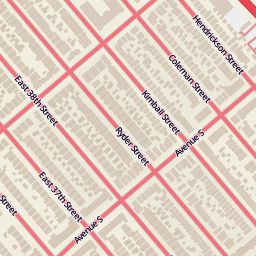 Hendrickson Street
Coleman Street
East 38th Street
Kimball Street
Ryder Street
Avenue S
East 37th Street
Street
Avenue S